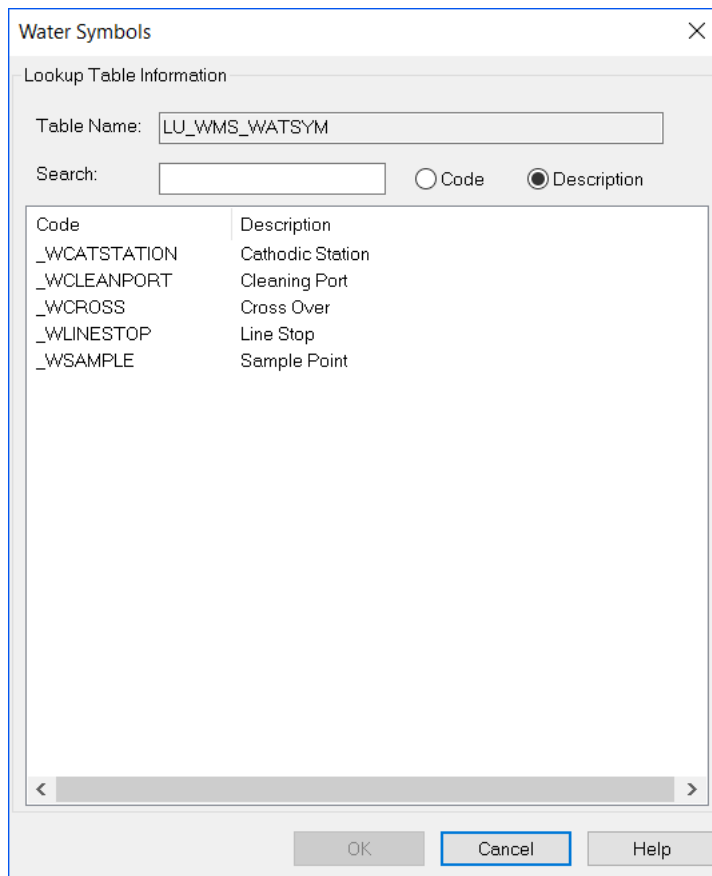 Water Symbols
Lookup Table Information
Table Name: LU_WMS_WATSYM
Search: Code Description
Code Description
_WCATSTATION Cathodic Station
_WCLEANPORT Cleaning Port
_WCROSS Cross Over
_WLINESTOP Line Stop
_WSAMPLE Sample Point
OK Cancel Help